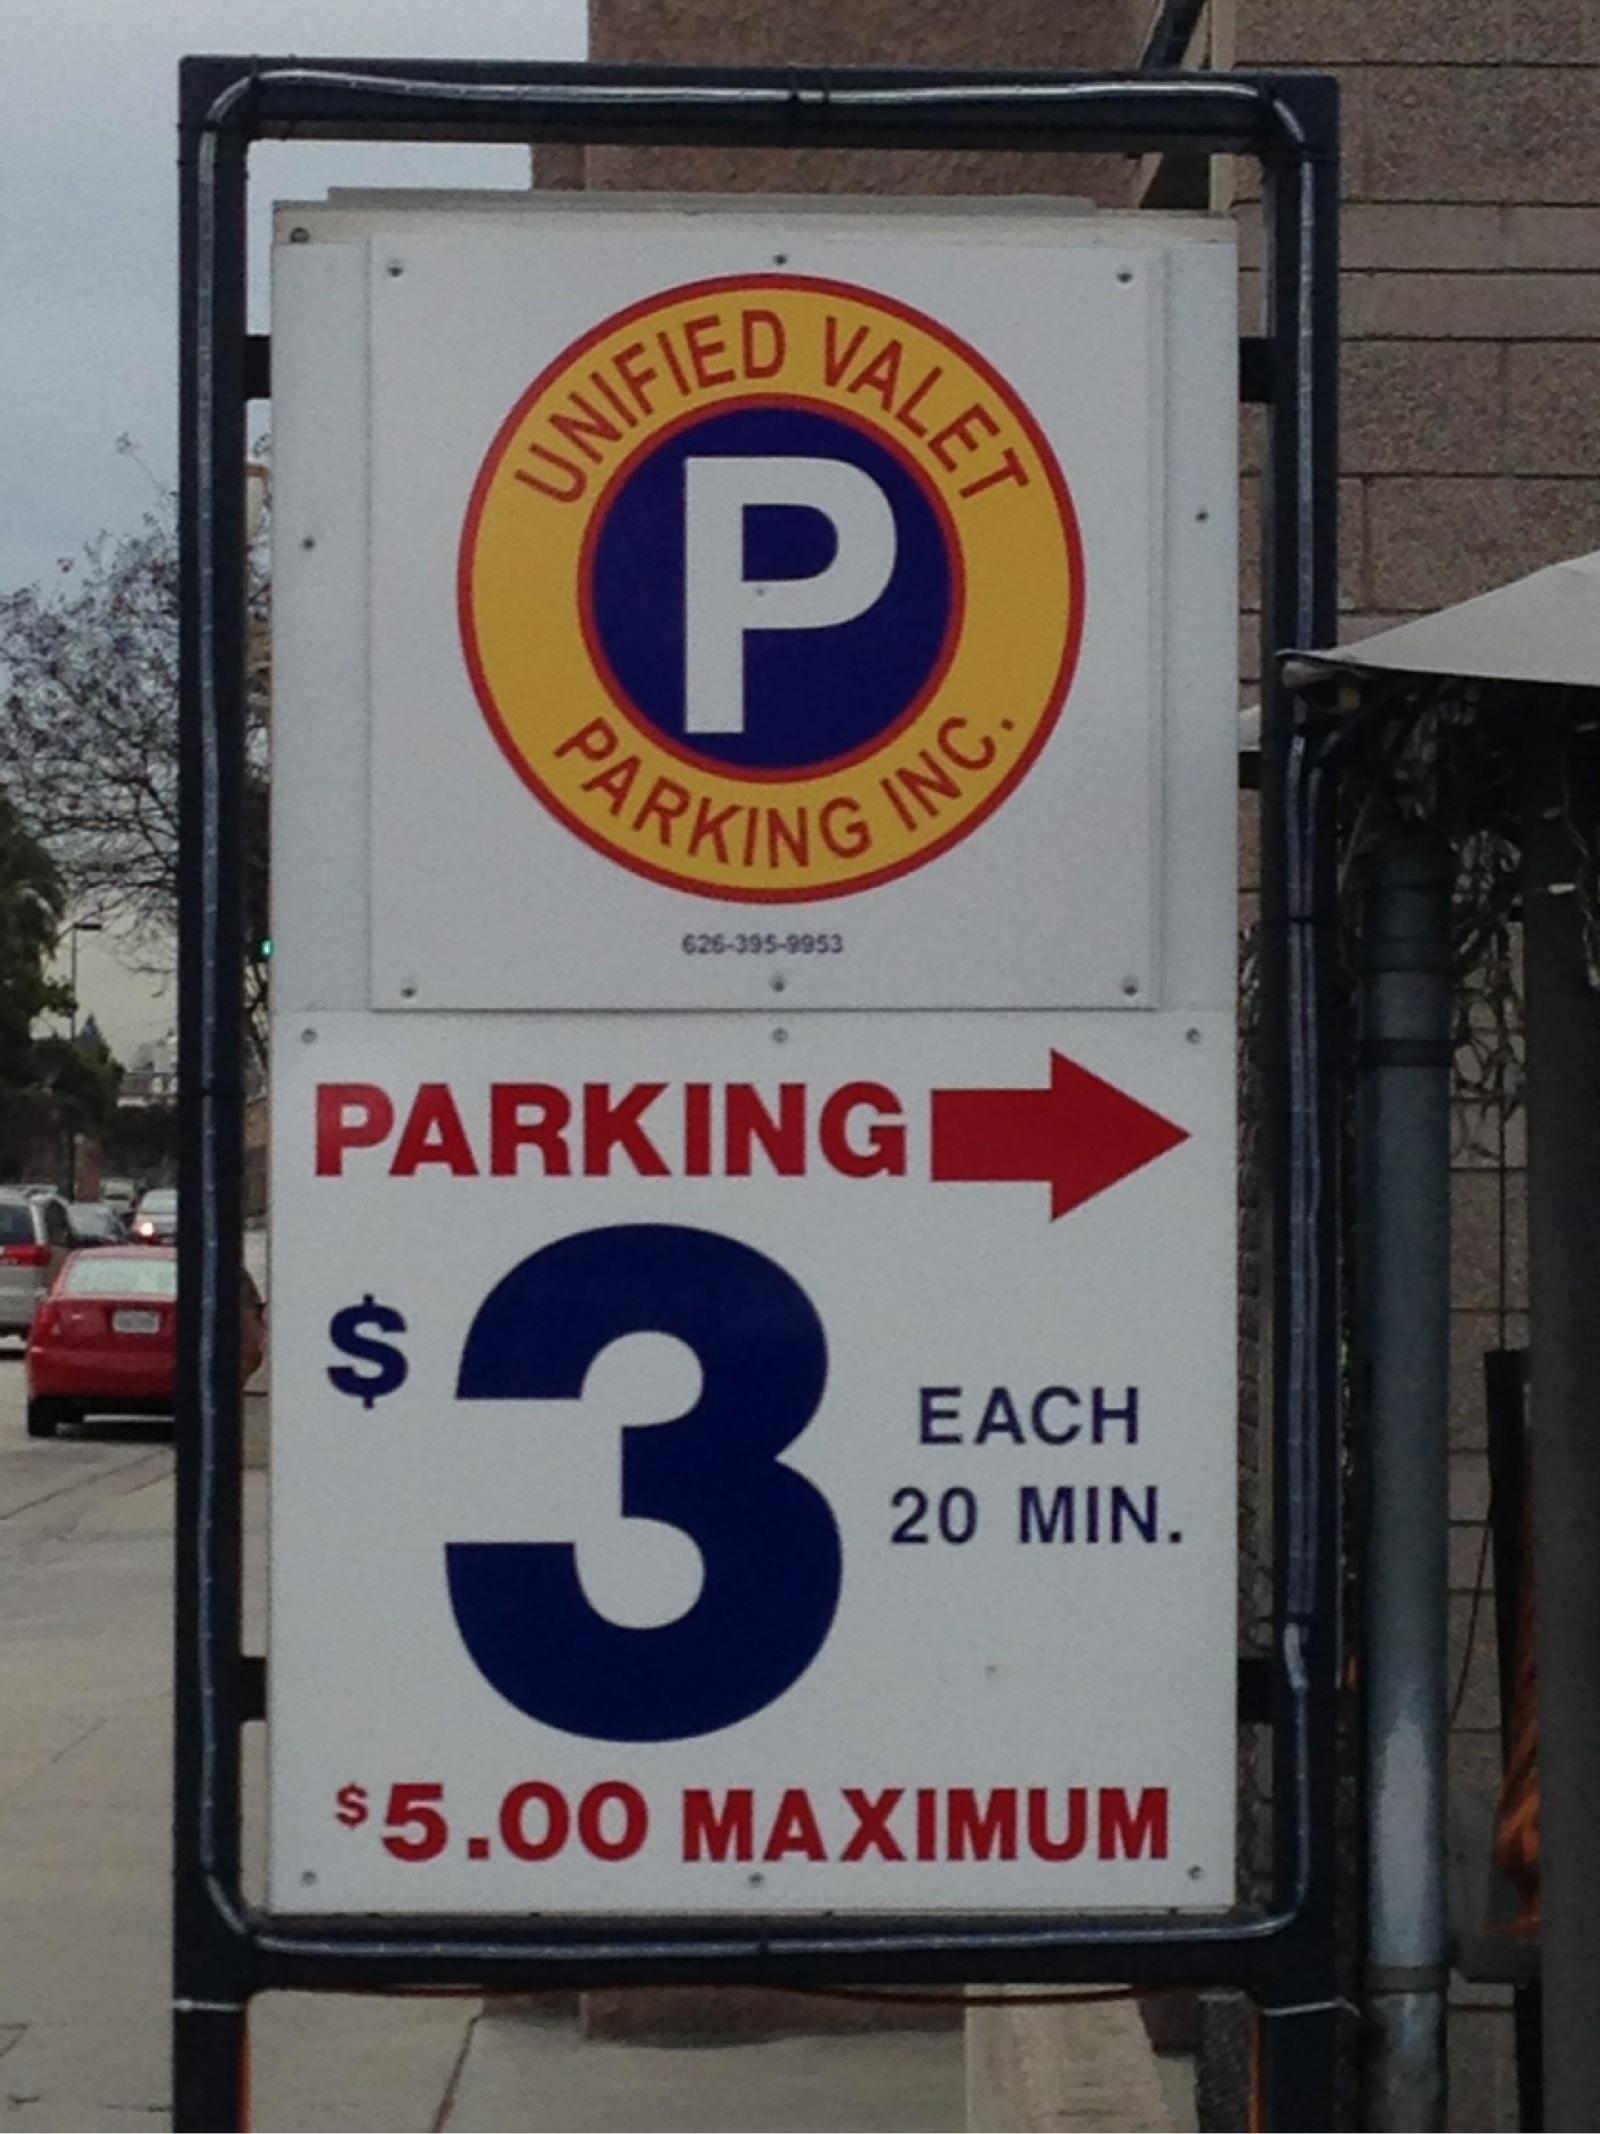 UNIFIED VALET
P
PARKING INC.
626-395-9953
PARKING
$3
EACH
20 MIN.
$5.00 MAXIMUM